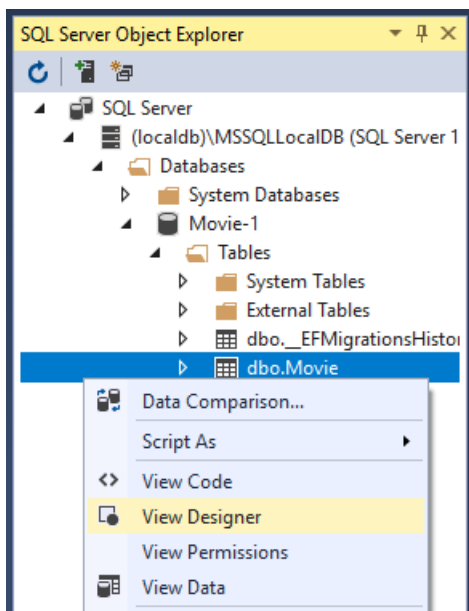 SQL Server Object Explorer
SQL Server
(localdb)\MSSQLLocalDB (SQL Server 1
Databases
System Databases
Movie-1
Tables
System Tables
External Tables
dbo.__EFMigrationsHistor
dbo.Movie
Data Comparison...
Script As
View Code
View Designer
View Permissions
View Data